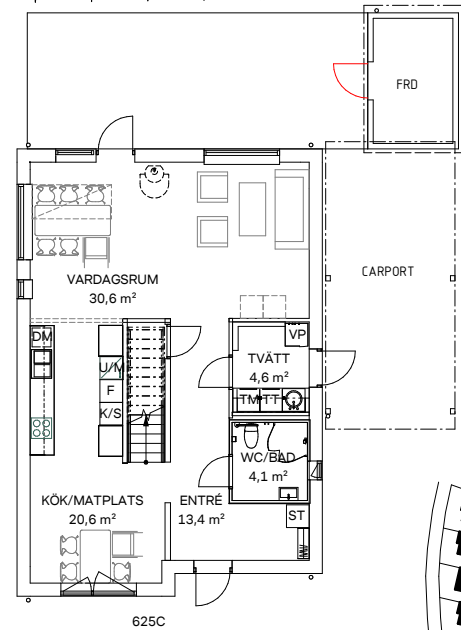 FRD
CARPORT
VARDAGSRUM
30,6 m²
DM
U/M
F
K/S
VP
TVÄTT
4,6 m²
TM TT
WC/BAD
4,1 m²
KÖK/MATPLATS
20,6 m²
ENTRÉ
13,4 m²
ST
625C